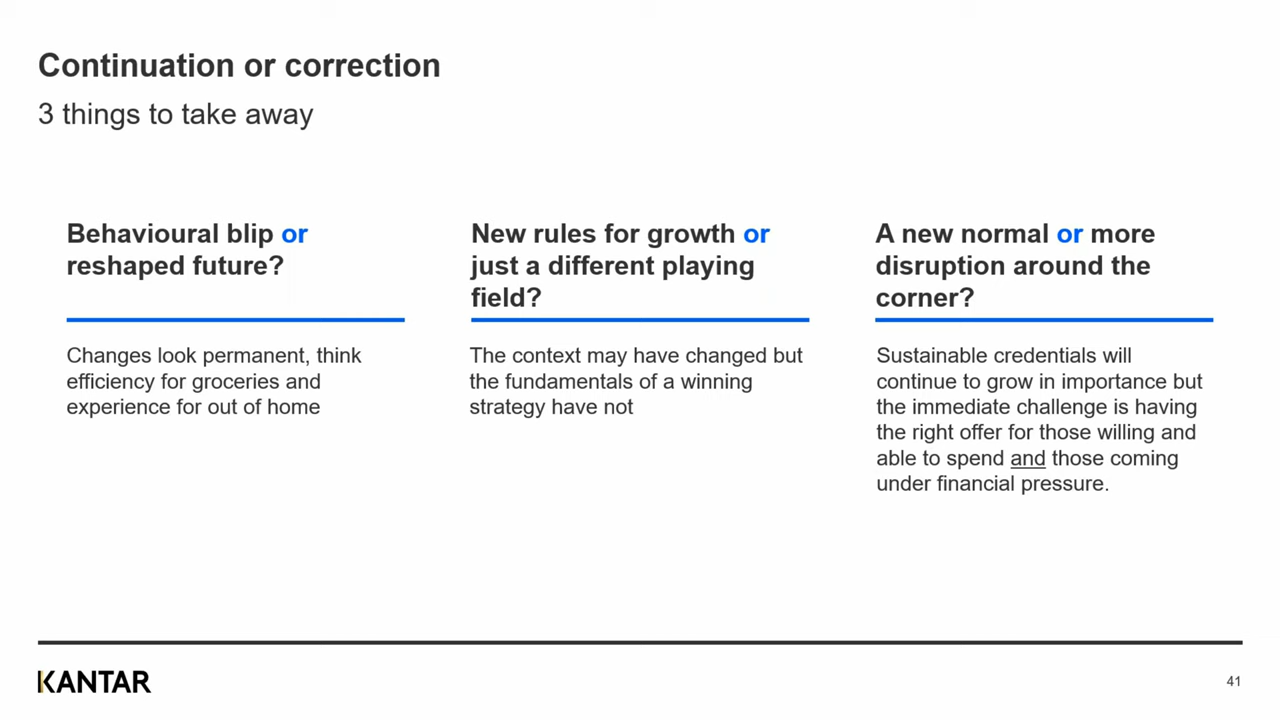 Continuation or correction
3 things to take away
Behavioural blip or
reshaped future?
Changes look permanent, think
efficiency for groceries and
experience for out of home
New rules for growth or
just a different playing
field?
The context may have changed but
the fundamentals of a winning
strategy have not
A new normal or more
disruption around the
corner?
Sustainable credentials will
continue to grow in importance but
the immediate challenge is having
the right offer for those willing and
able to spend and those coming
under financial pressure.
KANTAR
41